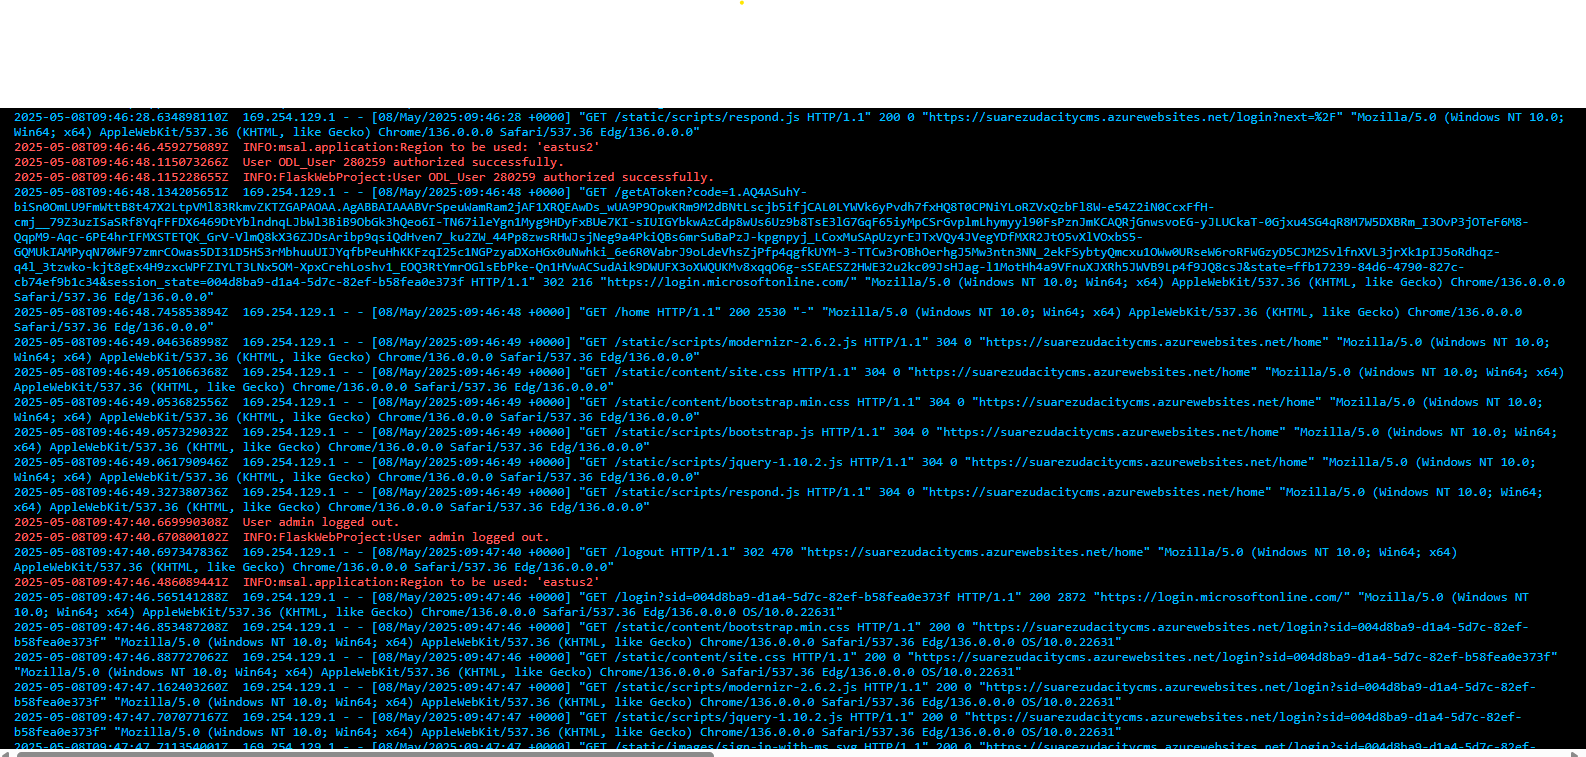 2025-05-08T09:46:28.634898110Z  169.254.129.1 - - [08/May/2025:09:46:28 +0000] "GET /static/scripts/respond.js HTTP/1.1" 200 0 "https://suarezudacitycms.azurewebsites.net/login?next=%2F" "Mozilla/5.0 (Windows NT 10.0;
Win64; x64) AppleWebKit/537.36 (KHTML, like Gecko) Chrome/136.0.0.0 Safari/537.36 Edg/136.0.0.0"
2025-05-08T09:46:46.459275089Z  INFO:msal.application:Region to be used: 'eastus2'
2025-05-08T09:46:48.115073266Z  User ODL_User 280259 authorized successfully.
2025-05-08T09:46:48.115228655Z  INFO:FlaskWebProject:User ODL_User 280259 authorized successfully.
2025-05-08T09:46:48.134205651Z  169.254.129.1 - - [08/May/2025:09:46:48 +0000] "GET /getAToken?code=1.AQ4ASuhY-
cb74ef9b1c34&session_state=004d8ba9-d1a4-5d7c-82ef-b58fea0e373f HTTP/1.1" 302 216 "https://login.microsoftonline.com/" "Mozilla/5.0 (Windows NT 10.0; Win64; x64) AppleWebKit/537.36 (KHTML, like Gecko) Chrome/136.0.0.0
Safari/537.36 Edg/136.0.0.0"
2025-05-08T09:46:48.745853894Z  169.254.129.1 - - [08/May/2025:09:46:48 +0000] "GET /home HTTP/1.1" 200 2530 "-" "Mozilla/5.0 (Windows NT 10.0; Win64; x64) AppleWebKit/537.36 (KHTML, like Gecko) Chrome/136.0.0.0
Safari/537.36 Edg/136.0.0.0"
2025-05-08T09:46:49.046368998Z  169.254.129.1 - - [08/May/2025:09:46:49 +0000] "GET /static/scripts/modernizr-2.6.2.js HTTP/1.1" 304 0 "https://suarezudacitycms.azurewebsites.net/home" "Mozilla/5.0 (Windows NT 10.0;
Win64; x64) AppleWebKit/537.36 (KHTML, like Gecko) Chrome/136.0.0.0 Safari/537.36 Edg/136.0.0.0"
2025-05-08T09:46:49.051066368Z  169.254.129.1 - - [08/May/2025:09:46:49 +0000] "GET /static/content/site.css HTTP/1.1" 304 0 "https://suarezudacitycms.azurewebsites.net/home" "Mozilla/5.0 (Windows NT 10.0; Win64; x64)
AppleWebKit/537.36 (KHTML, like Gecko) Chrome/136.0.0.0 Safari/537.36 Edg/136.0.0.0"
2025-05-08T09:46:49.053682556Z  169.254.129.1 - - [08/May/2025:09:46:49 +0000] "GET /static/content/bootstrap.min.css HTTP/1.1" 304 0 "https://suarezudacitycms.azurewebsites.net/home" "Mozilla/5.0 (Windows NT 10.0;
Win64; x64) AppleWebKit/537.36 (KHTML, like Gecko) Chrome/136.0.0.0 Safari/537.36 Edg/136.0.0.0"
2025-05-08T09:46:49.057329032Z  169.254.129.1 - - [08/May/2025:09:46:49 +0000] "GET /static/scripts/bootstrap.js HTTP/1.1" 304 0 "https://suarezudacitycms.azurewebsites.net/home" "Mozilla/5.0 (Windows NT 10.0; Win64;
x64) AppleWebKit/537.36 (KHTML, like Gecko) Chrome/136.0.0.0 Safari/537.36 Edg/136.0.0.0"
2025-05-08T09:46:49.061790946Z  169.254.129.1 - - [08/May/2025:09:46:49 +0000] "GET /static/scripts/jquery-1.10.2.js HTTP/1.1" 304 0 "https://suarezudacitycms.azurewebsites.net/home" "Mozilla/5.0 (Windows NT 10.0;
Win64; x64) AppleWebKit/537.36 (KHTML, like Gecko) Chrome/136.0.0.0 Safari/537.36 Edg/136.0.0.0"
2025-05-08T09:46:49.327380736Z  169.254.129.1 - - [08/May/2025:09:46:49 +0000] "GET /static/scripts/respond.js HTTP/1.1" 304 0 "https://suarezudacitycms.azurewebsites.net/home" "Mozilla/5.0 (Windows NT 10.0; Win64;
x64) AppleWebKit/537.36 (KHTML, like Gecko) Chrome/136.0.0.0 Safari/537.36 Edg/136.0.0.0"
2025-05-08T09:47:40.669990308Z  User admin logged out.
2025-05-08T09:47:40.670800102Z  INFO:FlaskWebProject:User admin logged out.
2025-05-08T09:47:40.697347836Z  169.254.129.1 - - [08/May/2025:09:47:40 +0000] "GET /logout HTTP/1.1" 302 470 "https://suarezudacitycms.azurewebsites.net/home" "Mozilla/5.0 (Windows NT 10.0; Win64; x64)
AppleWebKit/537.36 (KHTML, like Gecko) Chrome/136.0.0.0 Safari/537.36 Edg/136.0.0.0"
2025-05-08T09:47:46.486089441Z  INFO:msal.application:Region to be used: 'eastus2'
2025-05-08T09:47:46.565141288Z  169.254.129.1 - - [08/May/2025:09:47:46 +0000] "GET /login?sid=004d8ba9-d1a4-5d7c-82ef-b58fea0e373f HTTP/1.1" 200 2872 "https://login.microsoftonline.com/" "Mozilla/5.0 (Windows NT
10.0; Win64; x64) AppleWebKit/537.36 (KHTML, like Gecko) Chrome/136.0.0.0 Safari/537.36 Edg/136.0.0.0 OS/10.0.22631"
2025-05-08T09:47:46.853487208Z  169.254.129.1 - - [08/May/2025:09:47:46 +0000] "GET /static/content/bootstrap.min.css HTTP/1.1" 200 0 "https://suarezudacitycms.azurewebsites.net/login?sid=004d8ba9-d1a4-5d7c-82ef-
b58fea0e373f" "Mozilla/5.0 (Windows NT 10.0; Win64; x64) AppleWebKit/537.36 (KHTML, like Gecko) Chrome/136.0.0.0 Safari/537.36 Edg/136.0.0.0 OS/10.0.22631"
2025-05-08T09:47:46.887727062Z  169.254.129.1 - - [08/May/2025:09:47:46 +0000] "GET /static/content/site.css HTTP/1.1" 200 0 "https://suarezudacitycms.azurewebsites.net/login?sid=004d8ba9-d1a4-5d7c-82ef-b58fea0e373f"
"Mozilla/5.0 (Windows NT 10.0; Win64; x64) AppleWebKit/537.36 (KHTML, like Gecko) Chrome/136.0.0.0 Safari/537.36 Edg/136.0.0.0 OS/10.0.22631"
2025-05-08T09:47:47.162403260Z  169.254.129.1 - - [08/May/2025:09:47:47 +0000] "GET /static/scripts/modernizr-2.6.2.js HTTP/1.1" 200 0 "https://suarezudacitycms.azurewebsites.net/login?sid=004d8ba9-d1a4-5d7c-82ef-
b58fea0e373f" "Mozilla/5.0 (Windows NT 10.0; Win64; x64) AppleWebKit/537.36 (KHTML, like Gecko) Chrome/136.0.0.0 Safari/537.36 Edg/136.0.0.0 OS/10.0.22631"
2025-05-08T09:47:47.707077167Z  169.254.129.1 - - [08/May/2025:09:47:47 +0000] "GET /static/scripts/jquery-1.10.2.js HTTP/1.1" 200 0 "https://suarezudacitycms.azurewebsites.net/login?sid=004d8ba9-d1a4-5d7c-82ef-
b58fea0e373f" "Mozilla/5.0 (Windows NT 10.0; Win64; x64) AppleWebKit/537.36 (KHTML, like Gecko) Chrome/136.0.0.0 Safari/537.36 Edg/136.0.0.0 OS/10.0.22631"
2025-05-08T09:47:47.711354001Z  169.254.129.1 - - [08/May/2025:09:47:47 +0000] "GET /static/images/sign-in-with-ms.svg HTTP/1.1" 200 0 "https://suarezudacitycms.azurewebsites.net/login?sid=004d8ba9-d1a4-5d7c-82ef-